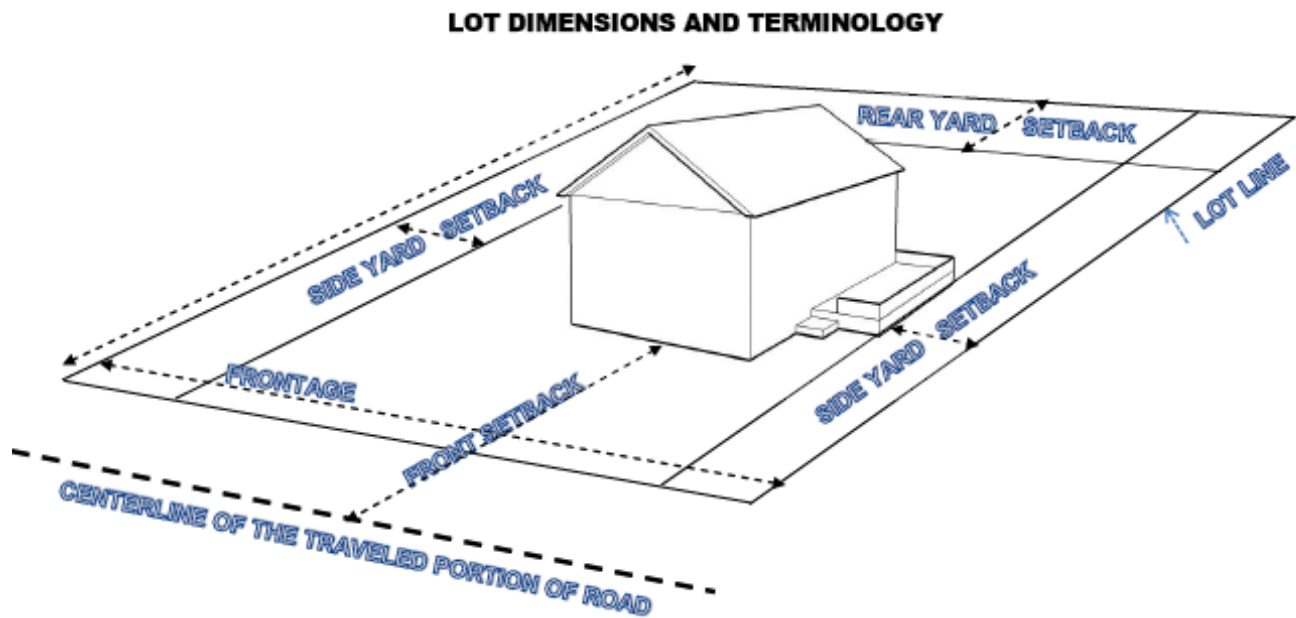 LOT DIMENSIONS AND TERMINOLOGY
REAR YARD SETBACK
LOT LINE
SIDE YARD SETBACK
SIDE YARD SETBACK
FRONTAGE
FRONT SETBACK
CENTERLINE OF THE TRAVELED PORTION OF ROAD